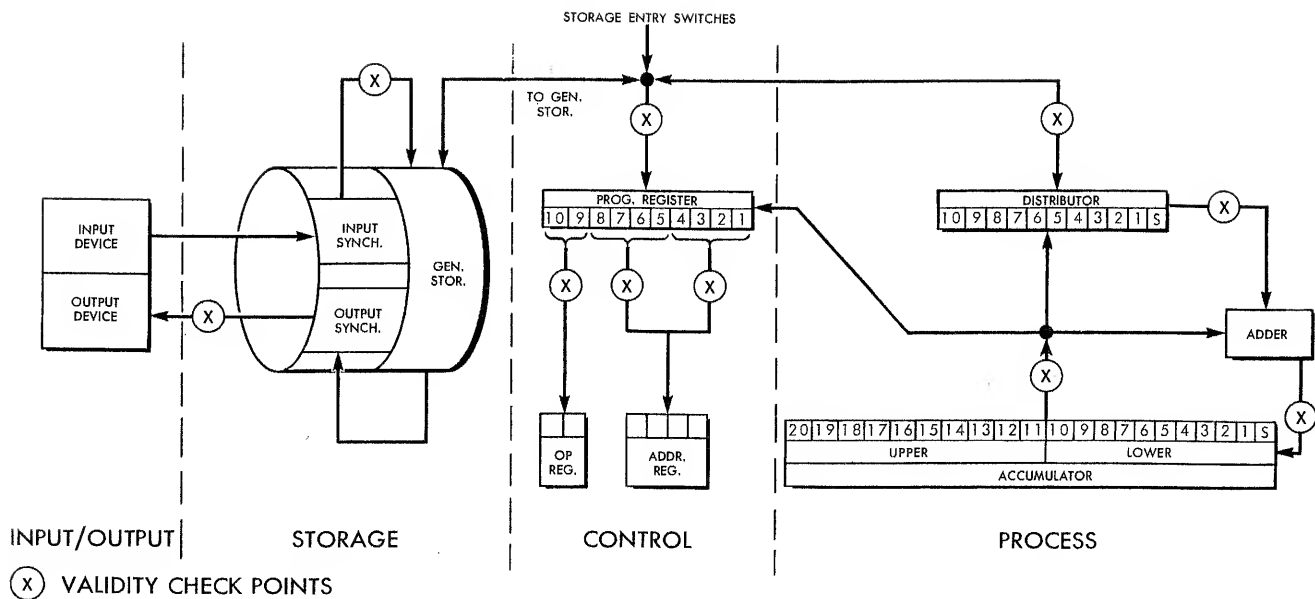 STORAGE ENTRY SWITCHES
X
TO GEN.
STOR.
X
X
PROG. REGISTER
10 9 8 7 6 5 4 3 2 1
DISTRIBUTOR
10 9 8 7 6 5 4 3 2 1 S
X
INPUT
DEVICE
INPUT
SYNCH.
GEN.
STOR.
X
X
X
OUTPUT
DEVICE
X
OUTPUT
SYNCH.
ADDER
X
X
20 19 18 17 16 15 14 13 12 11 10 9 8 7 6 5 4 3 2 1 S
OP
REG.
ADDR.
REG.
UPPER
LOWER
ACCUMULATOR
INPUT/OUTPUT
STORAGE
CONTROL
PROCESS
X VALIDITY CHECK POINTS